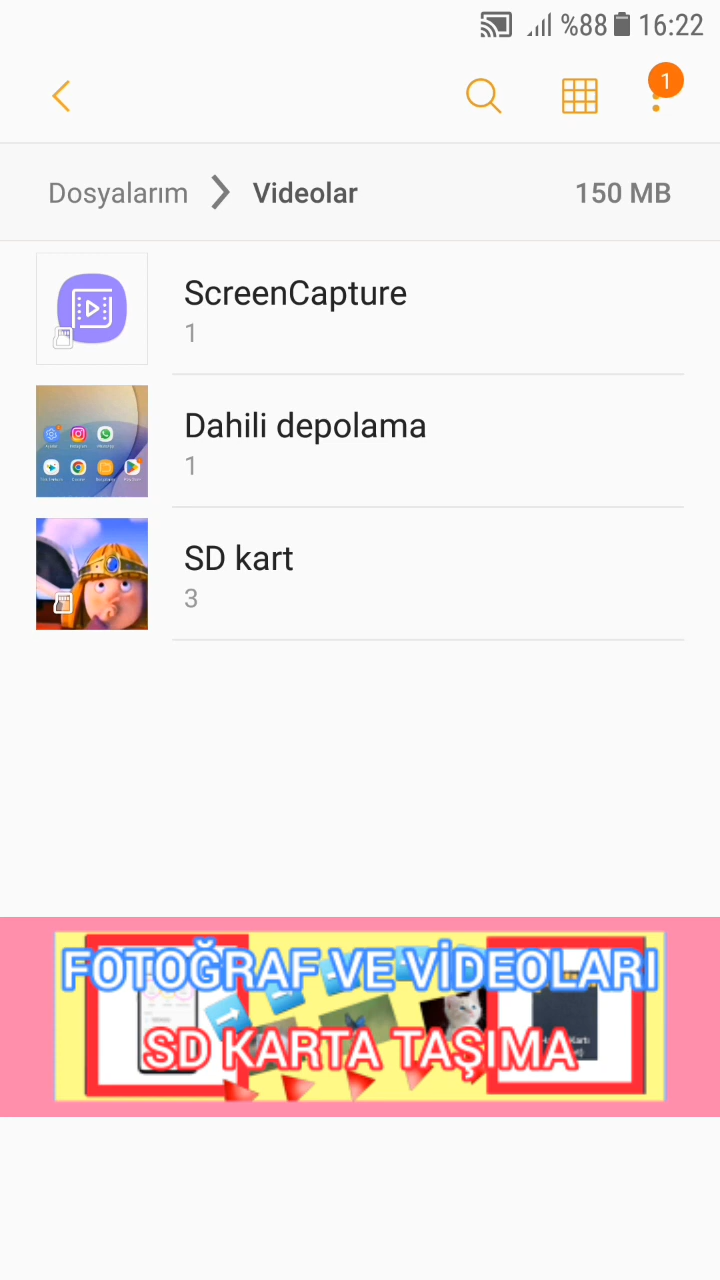 %88 16:22
1
Dosyalarım Videolar 150 MB
ScreenCapture
1
Dahili depolama
1
SD kart
3
FOTOĞRAF VE VİDEOLARI
SD KARTA TAŞIMA